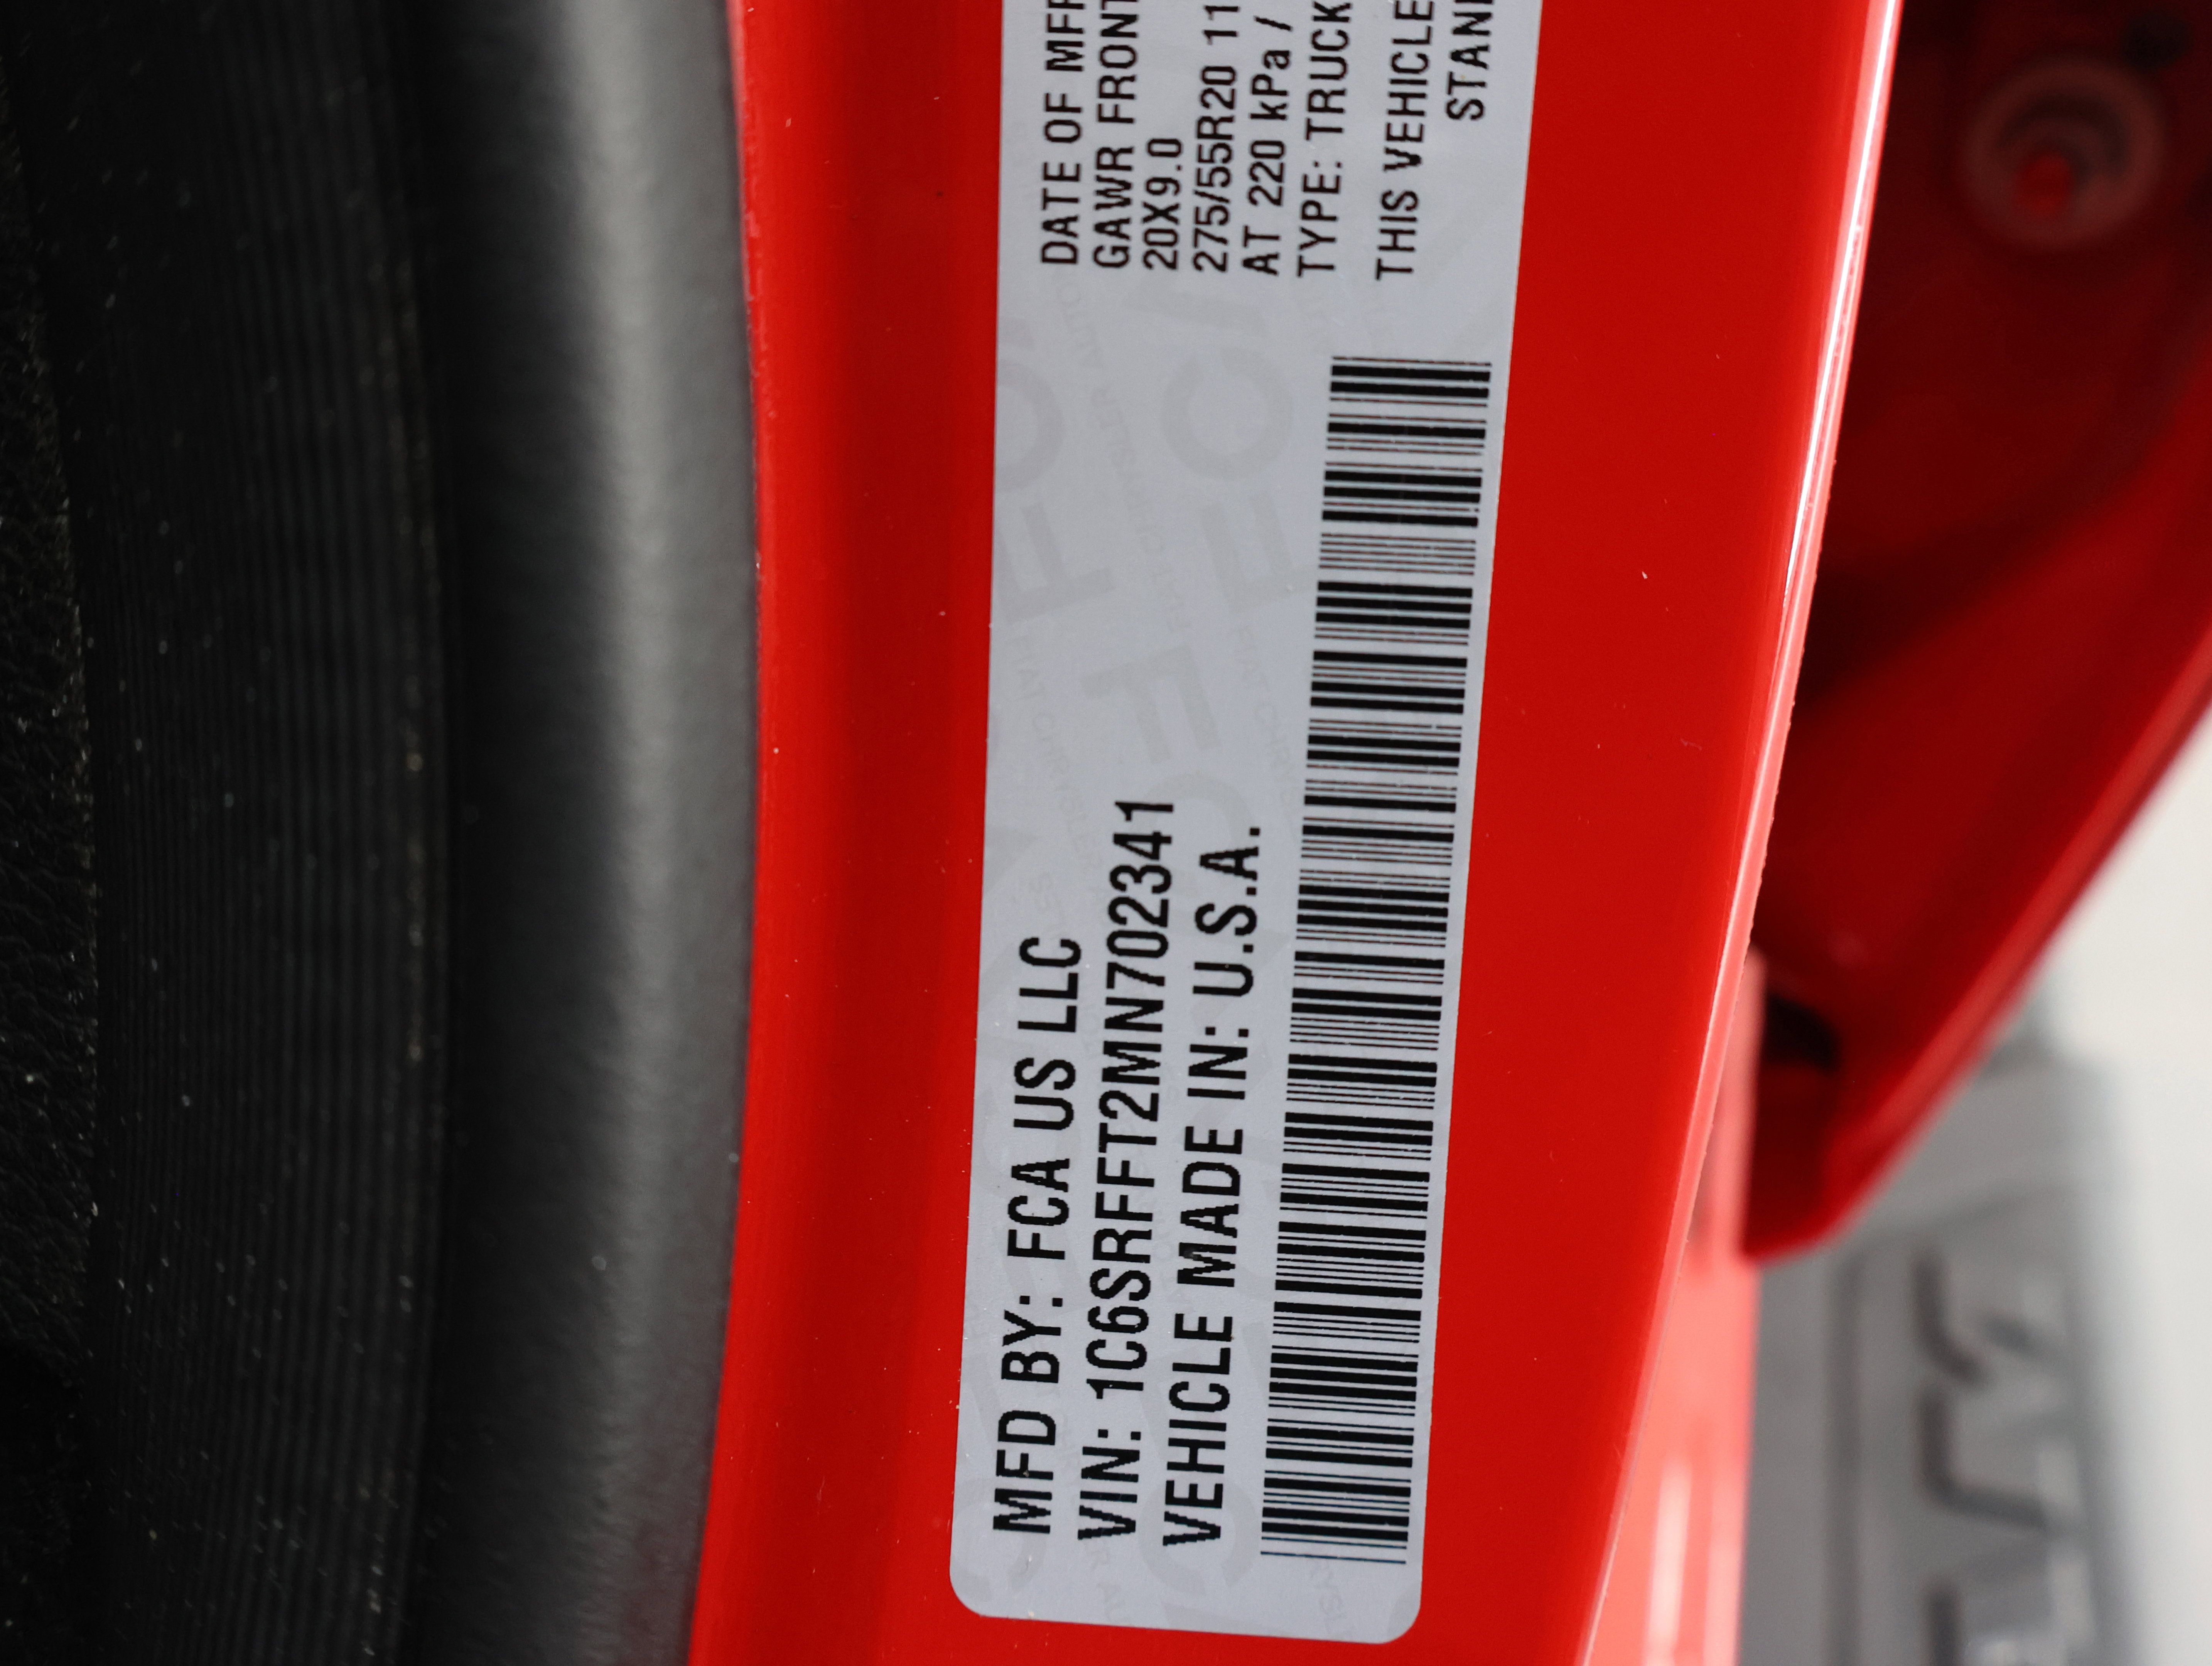 MFD BY: FCA US LLC
VIN: 1C6SRFFT2MN702341
VEHICLE MADE IN: U.S.A.
DATE OF MFR
GAWR FRONT
20X9.0
275/55R20 11
AT 220 kPa /
TYPE: TRUCK
THIS VEHICLE
STAN